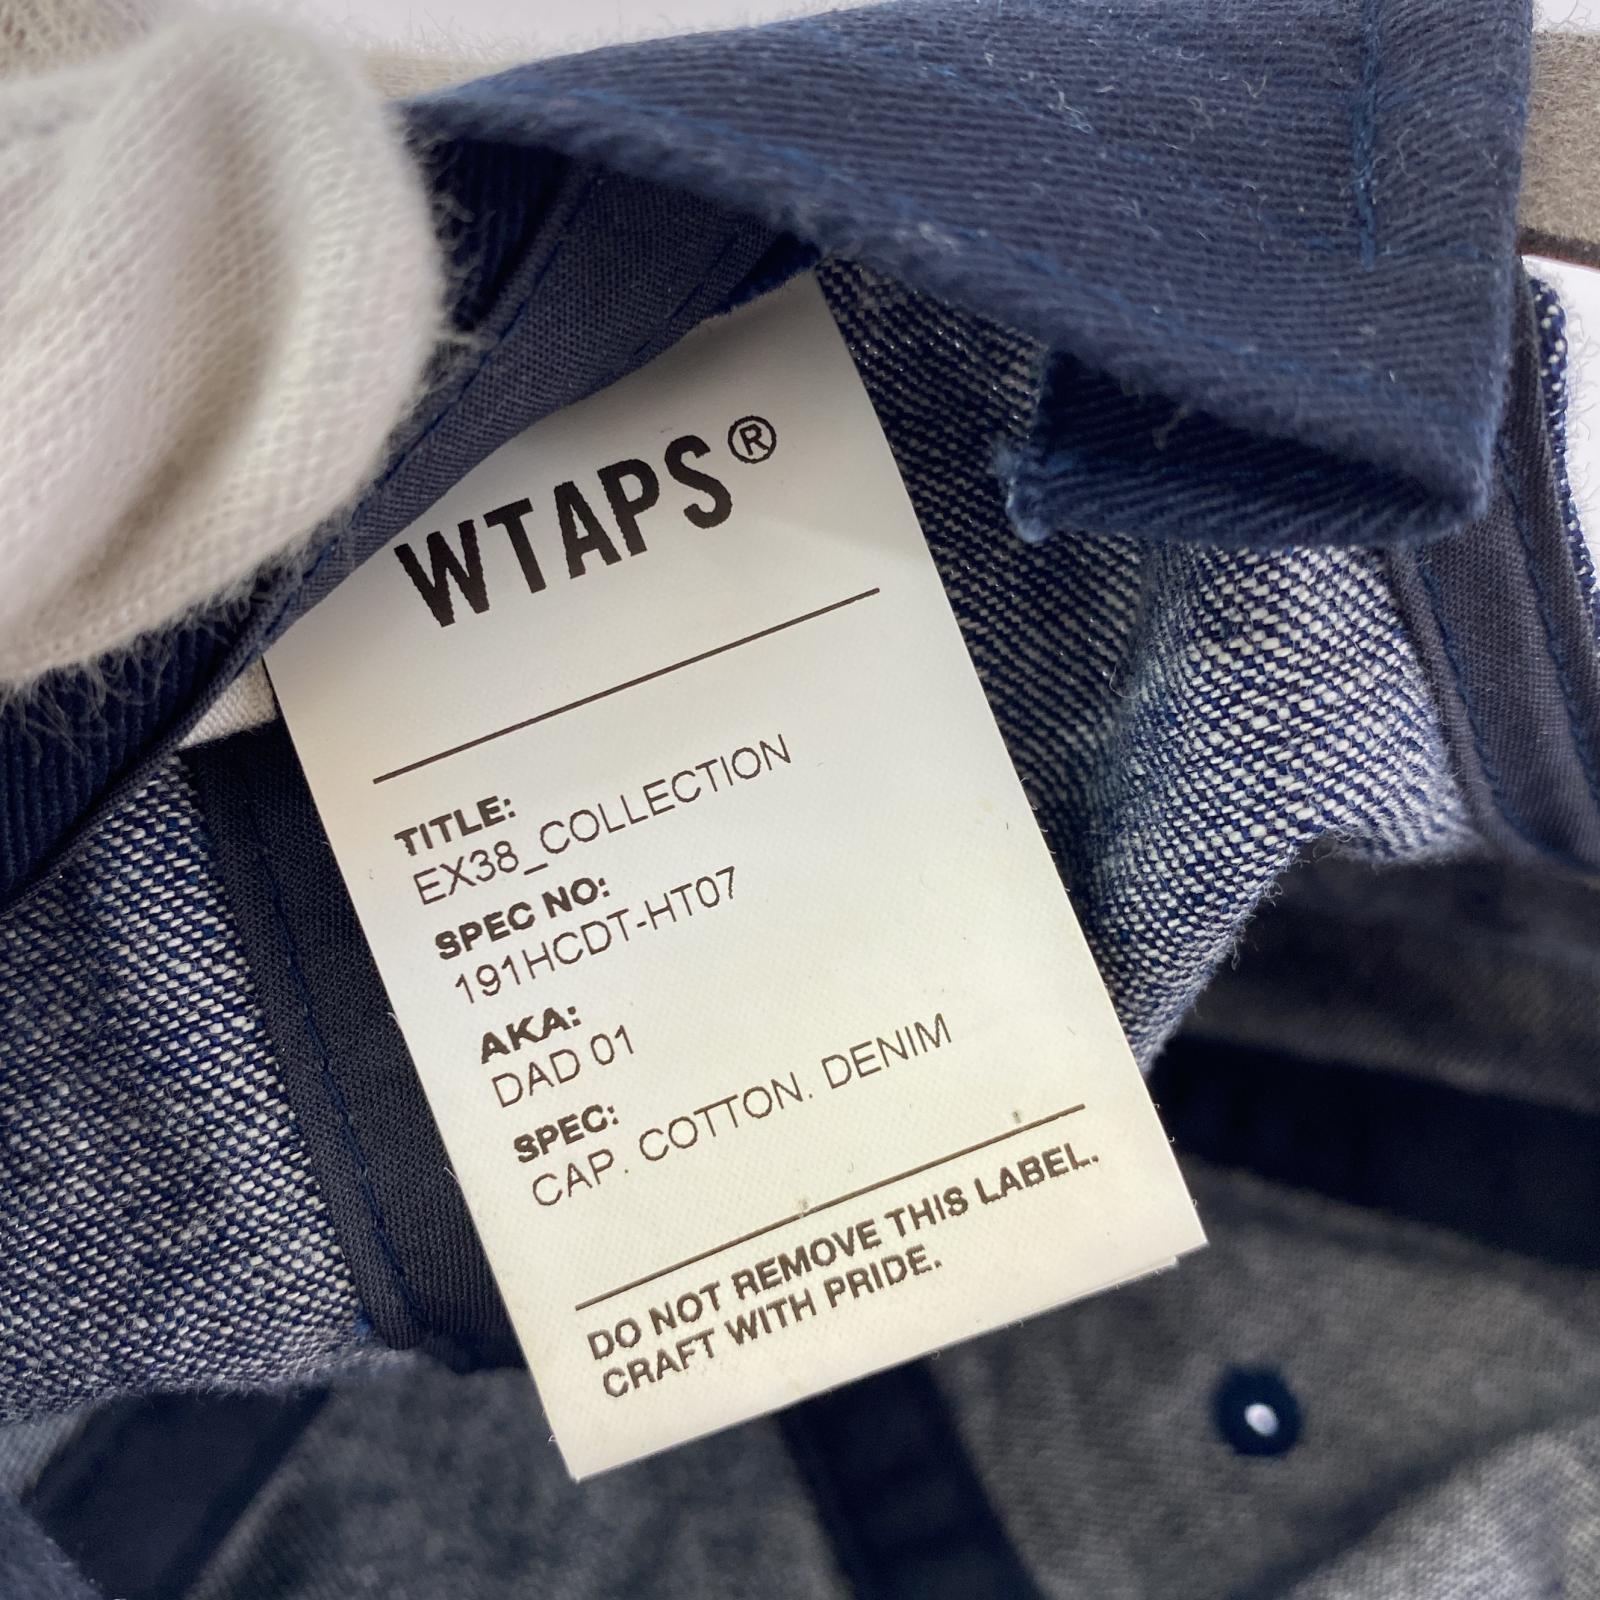 WTAPS®
TITLE:
EX38_COLLECTION
SPEC NO:
191HCDT-HT07
AKA:
DAD 01
SPEC:
CAP. COTTON. DENIM
DO NOT REMOVE THIS LABEL.
CRAFT WITH PRIDE.